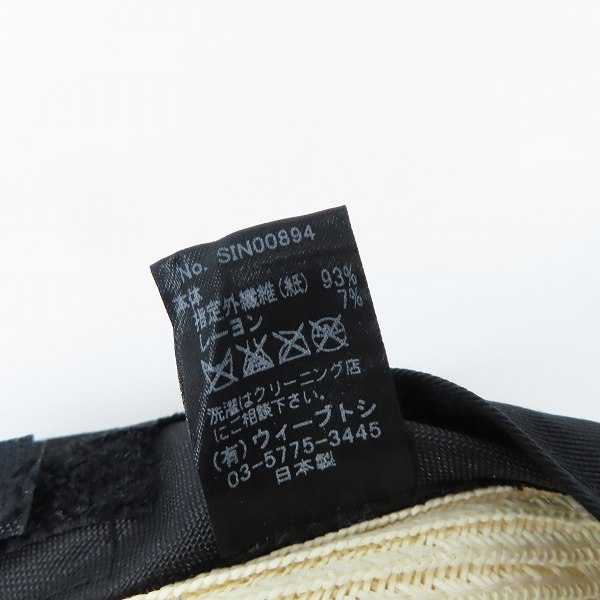 No. SIN00894
本体
指定外繊維(紙) 93%
レーヨン 7%
洗濯はクリーニング店
にご相談下さい。
(有)ウィーブトシ
03-5775-3445
日本製